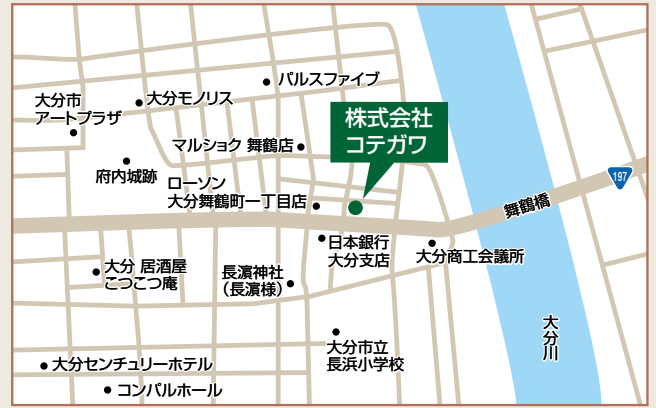 パルスファイブ
大分市
アートプラザ
大分モノリス
株式会社
コテガワ
マルショク 舞鶴店
府内城跡
ローソン
大分舞鶴町一丁目店
197
舞鶴橋
日本銀行
大分支店
大分商工会議所
大分 居酒屋
こつこつ庵
長濱神社
（長濱様）
大分川
大分市立
長浜小学校
大分センチュリーホテル
コンパルホール